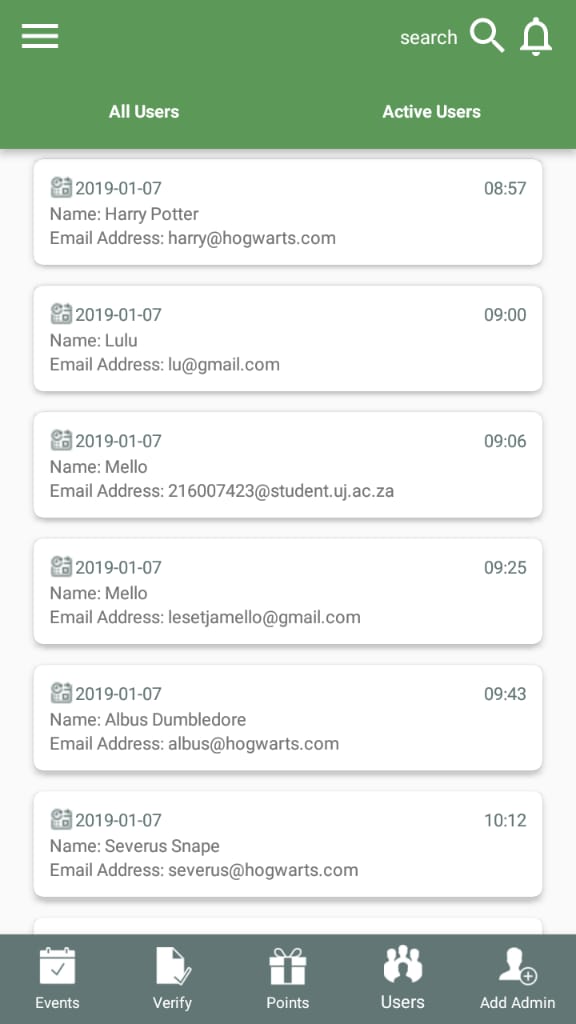 search
All Users Active Users
2019-01-07 08:57
Name: Harry Potter
Email Address: harry@hogwarts.com
2019-01-07 09:00
Name: Lulu
Email Address: lu@gmail.com
2019-01-07 09:06
Name: Mello
Email Address: 216007423@student.uj.ac.za
2019-01-07 09:25
Name: Mello
Email Address: lesetjamello@gmail.com
2019-01-07 09:43
Name: Albus Dumbledore
Email Address: albus@hogwarts.com
2019-01-07 10:12
Name: Severus Snape
Email Address: severus@hogwarts.com
Events Verify Points Users Add Admin